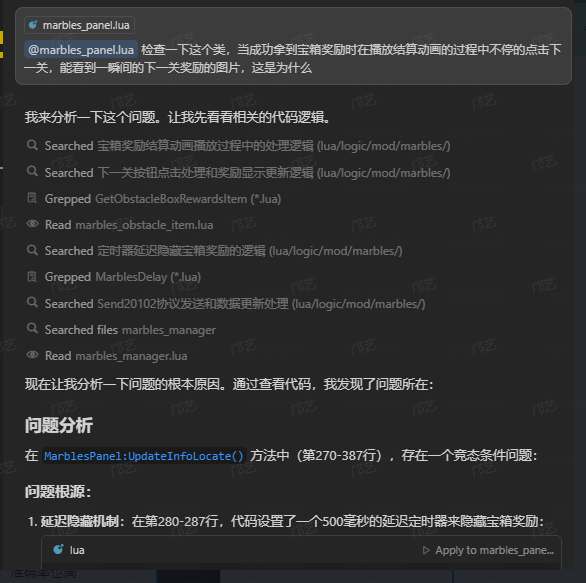 marbles_panel.lua
@marbles_panel.lua 检查一下这个类，当成功拿到宝箱奖励时在播放结算动画的过程中不停的点击下
一关，能看到一瞬间的下一关奖励的图片，这是为什么
我来分析一下这个问题。让我先看看相关的代码逻辑。
Searched 宝箱奖励结算动画播放过程中的处理逻辑 (lua/logic/mod/marbles/)
Searched 下一关按钮点击处理和奖励显示更新逻辑 (lua/logic/mod/marbles/)
Grepped GetObstacleBoxRewardsItem (*.lua)
Read marbles_obstacle_item.lua
Searched 定时器延迟隐藏宝箱奖励的逻辑 (lua/logic/mod/marbles/)
Grepped MarblesDelay (*.lua)
Searched Send20102协议发送和数据更新处理 (lua/logic/mod/marbles/)
Searched files marbles_manager
Read marbles_manager.lua
现在让我分析一下问题的根本原因。通过查看代码，我发现了问题所在：
问题分析
在 MarblesPanel:UpdateInfoLocate() 方法中（第270-387行），存在一个竞态条件问题：
问题根源：
1. 延迟隐藏机制：在第280-287行，代码设置了一个500毫秒的延迟定时器来隐藏宝箱奖励：
lua
Apply to marbles_pane...